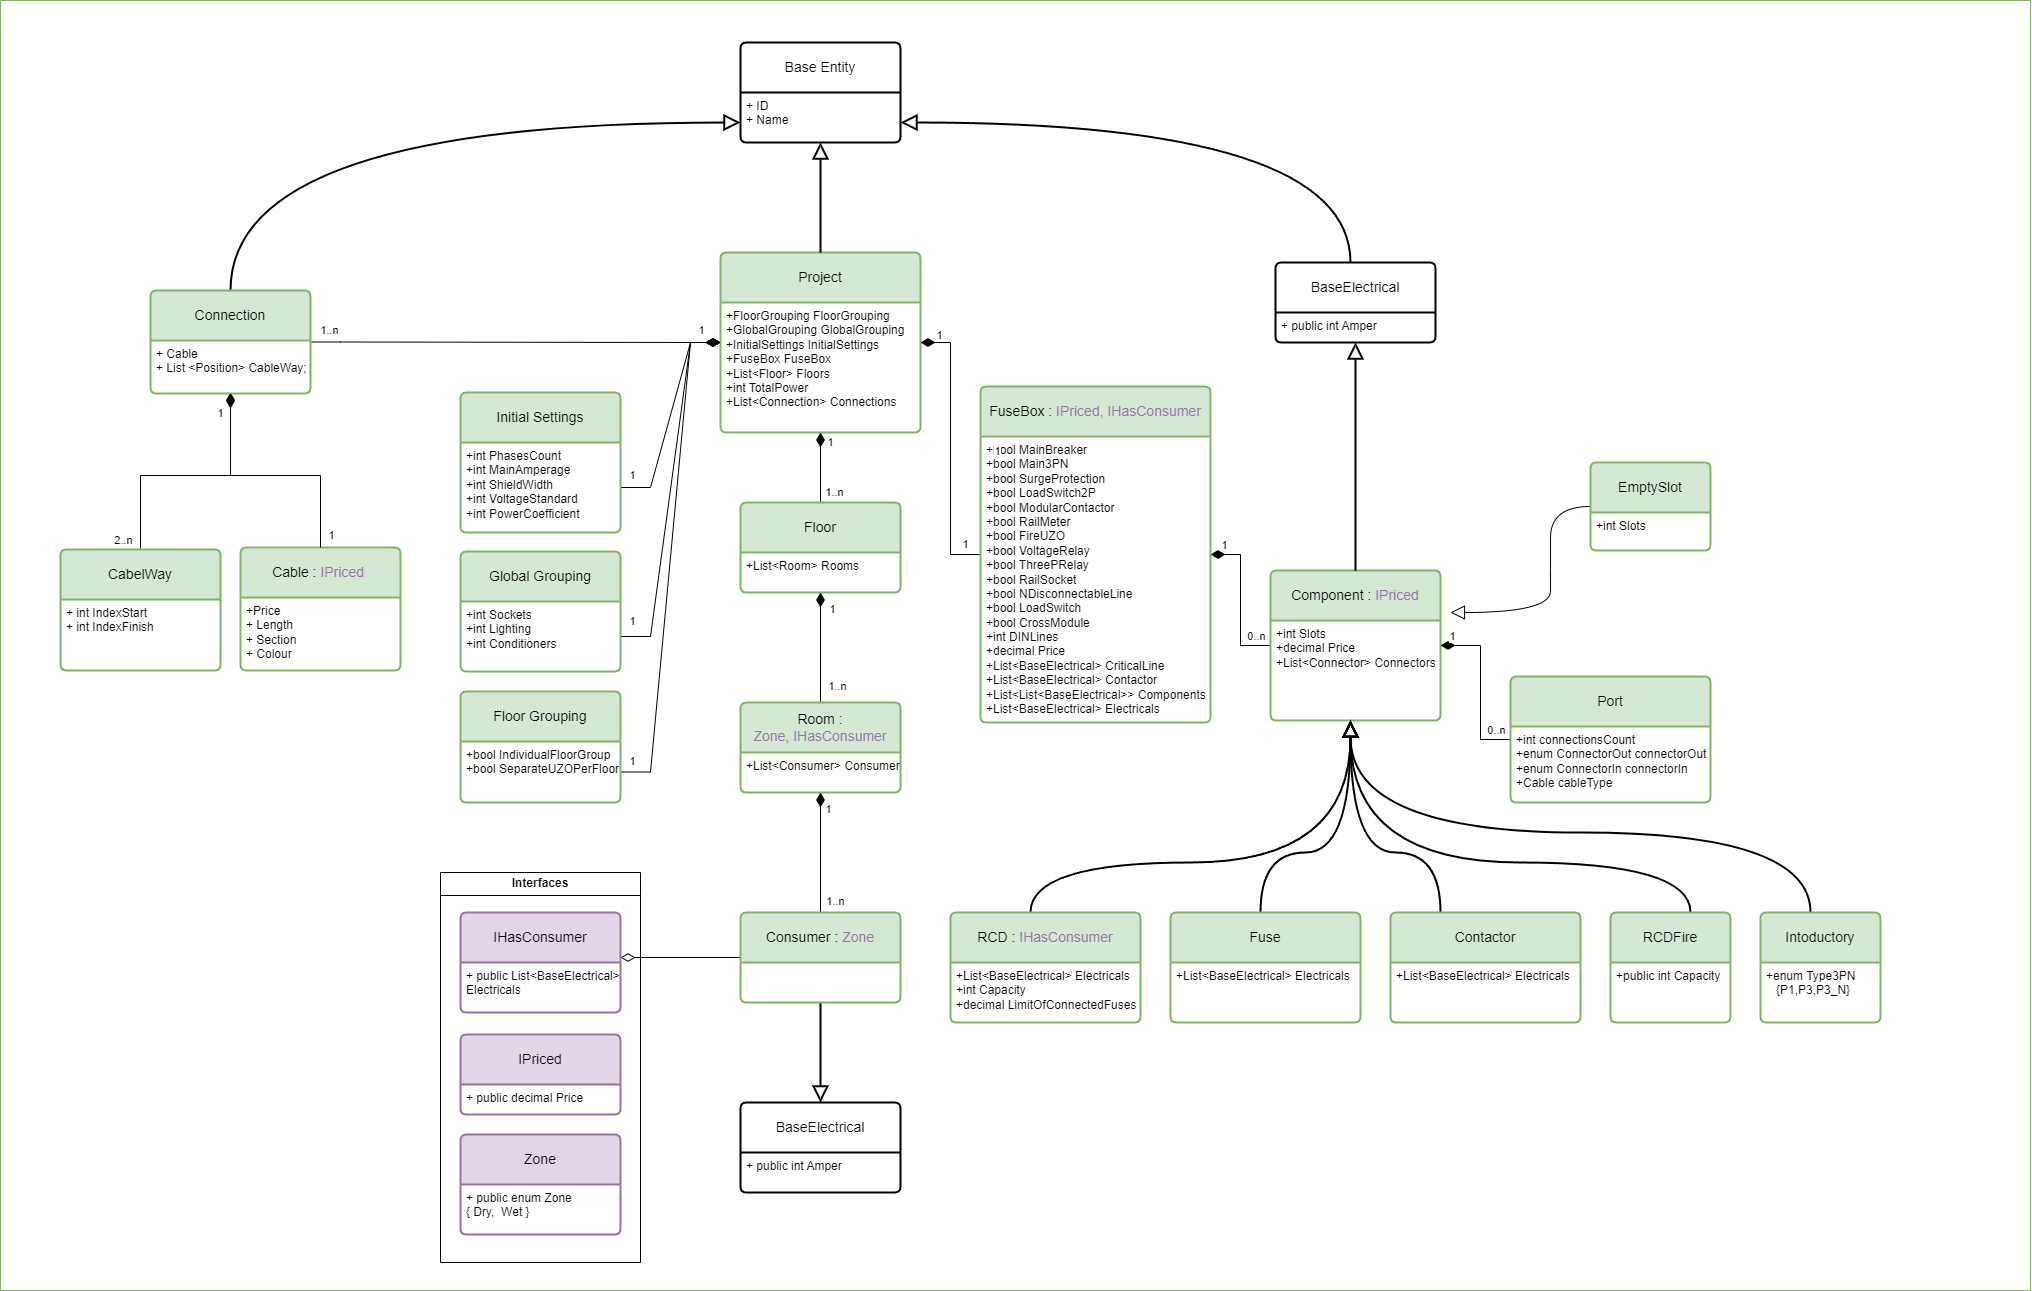 Base Entity
+ ID
+ Name
Connection
+ Cable
+ List <Position> CableWay;
1
2..n
1
CabelWay
+ int IndexStart
+ int IndexFinish
Cable : IPriced
+Price
+ Length
+ Section
+ Colour
1..n
1
Project
+FloorGrouping FloorGrouping
+GlobalGrouping GlobalGrouping
+InitialSettings InitialSettings
+FuseBox FuseBox
+List<Floor> Floors
+int TotalPower
+List<Connection> Connections
1
1
1..n
Initial Settings
+int PhasesCount
+int MainAmperage
+int ShieldWidth
+int VoltageStandard
+int PowerCoefficient
1
Global Grouping
+int Sockets
+int Lighting
+int Conditioners
1
Floor Grouping
+bool IndividualFloorGroup
+bool SeparateUZOPerFloor
1
Floor
+List<Room> Rooms
1
1..n
Room :
Zone, IHasConsumer
+List<Consumer> Consumer
1
1..n
Consumer : Zone
BaseElectrical
+ public int Amper
Interfaces
IHasConsumer
+ public List<BaseElectrical>
Electricals
IPriced
+ public decimal Price
Zone
+ public enum Zone
{ Dry,  Wet }
1
FuseBox : IPriced, IHasConsumer
+bool MainBreaker
1
+bool Main3PN
+bool SurgeProtection
+bool LoadSwitch2P
+bool ModularContactor
+bool RailMeter
+bool FireUZO
+bool VoltageRelay
+bool ThreePRelay
+bool RailSocket
+bool NDisconnectableLine
+bool LoadSwitch
+bool CrossModule
+int DINLines
+decimal Price
+List<BaseElectrical> CriticalLine
+List<BaseElectrical> Contactor
+List<List<BaseElectrical>> Components
+List<BaseElectrical> Electricals
1
0..n
BaseElectrical
+ public int Amper
EmptySlot
+int Slots
Component : IPriced
+int Slots
+decimal Price
+List<Connector> Connectors
1
0..n
Port
+int connectionsCount
+enum ConnectorOut connectorOut
+enum ConnectorIn connectorIn
+Cable cableType
RCD : IHasConsumer
+List<BaseElectrical> Electricals
+int Capacity
+decimal LimitOfConnectedFuses
Fuse
+List<BaseElectrical> Electricals
Contactor
+List<BaseElectrical> Electricals
RCDFire
+public int Capacity
Intoductory
+enum Type3PN
{P1,P3,P3_N}